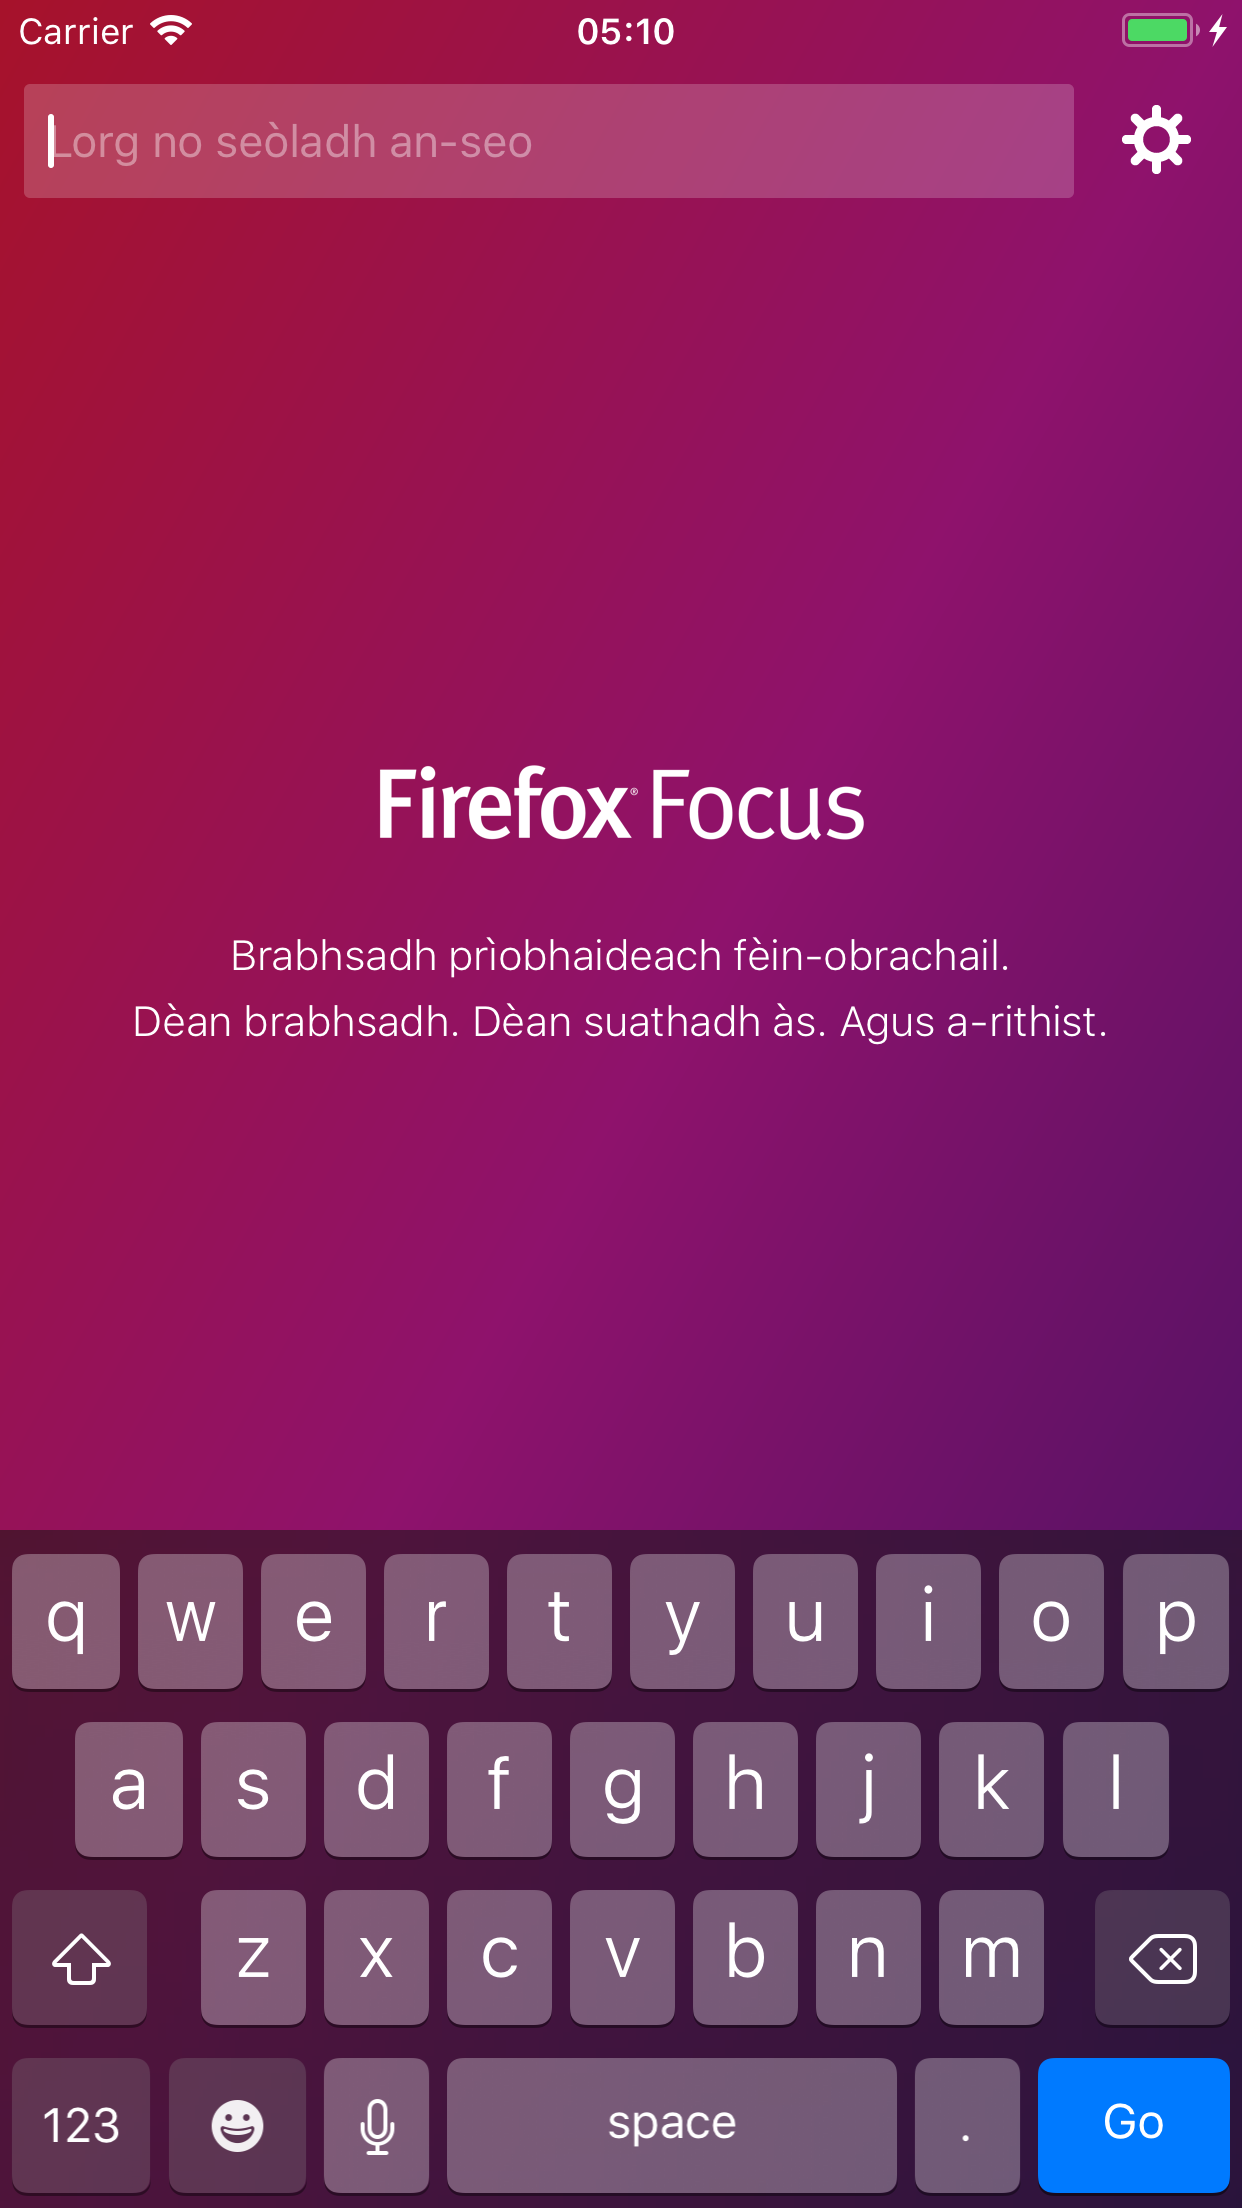 Carrier 05:10
Lorg no seòladh an-seo
Firefox® Focus
Brabhsadh prìobhaideach fèin-obrachail.
Dèan brabhsadh. Dèan suathadh às. Agus a-rithist.
q w e r t y u i o p
a s d f g h j k l
z x c v b n m
123 space . Go